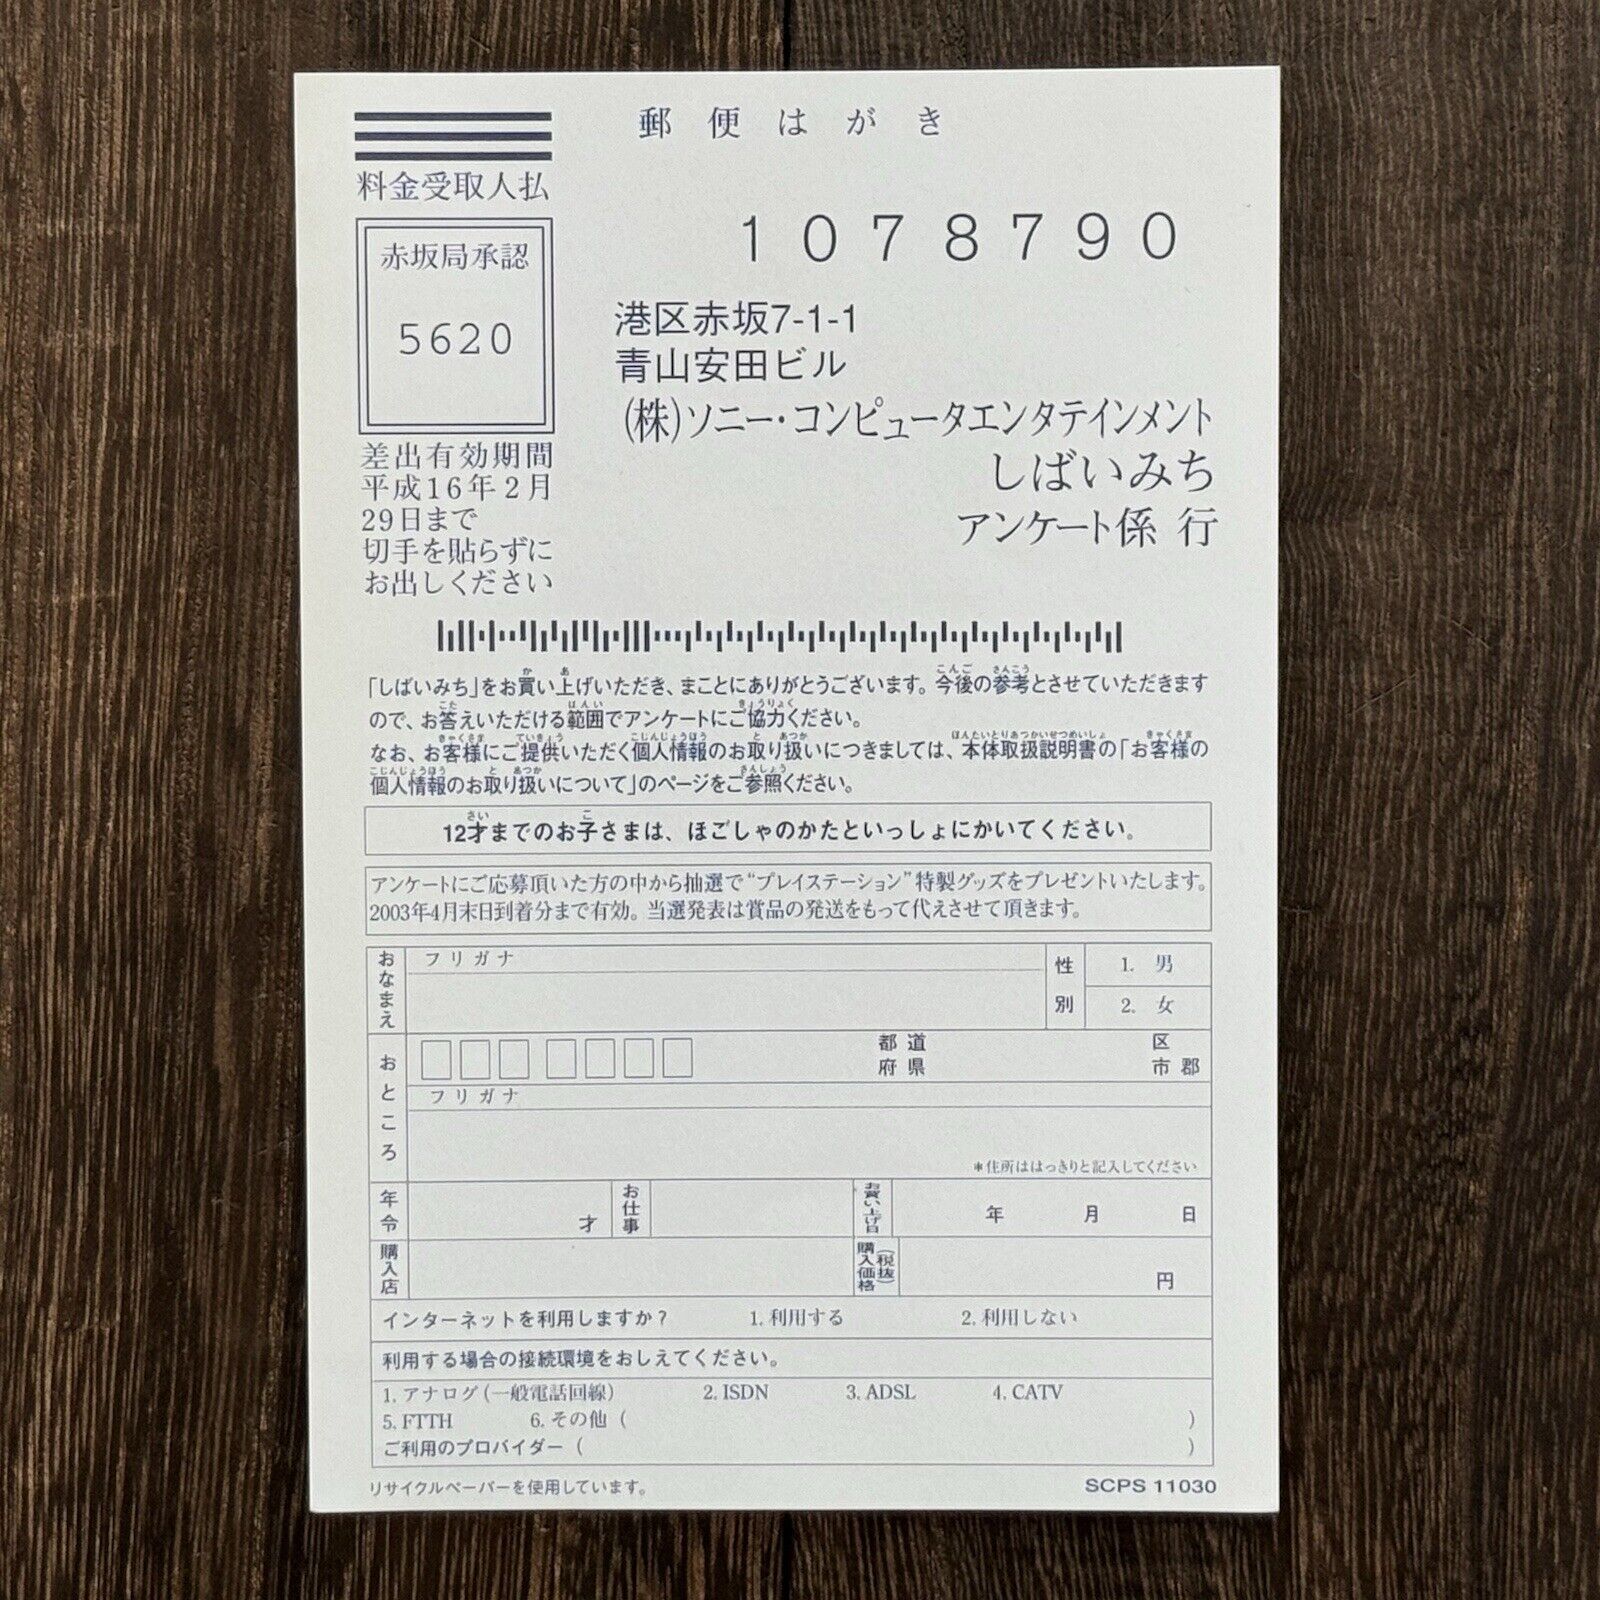 郵便はがき
料金受取人払
赤坂局承認
5620
差出有効期間
平成16年2月
29日まで
切手を貼らずに
お出しください
1078790
港区赤坂7-1-1
青山安田ビル
(株)ソニー・コンピュータエンタテインメント
しばいみち
アンケート係 行
「しばいみち」をお買い上げいただき、まことにありがとうございます。今後の参考とさせていただきます
ので、お答えいただける範囲でアンケートにご協力ください。
なお、お客様にご提供いただく個人情報のお取り扱いにつきましては、本体取扱説明書の「お客様の
個人情報のお取り扱いについて」のページをご参照ください。
12才までのお子さまは、ほごしゃのかたといっしょにかいてください。
アンケートにご応募頂いた方の中から抽選で“プレイステーション”特製グッズをプレゼントいたします。
2003年4月末日到着分まで有効。当選発表は賞品の発送をもって代えさせて頂きます。
おなまえ
フリガナ
性別
1. 男
2. 女
おところ
都道
府県
区
市郡
フリガナ
*住所ははっきりと記入してください
年令
才
お仕事
お買い上げ日
年 月 日
購入店
購入価格(税抜)
円
インターネットを利用しますか? 1. 利用する 2. 利用しない
利用する場合の接続環境をおしえてください。
1. アナログ(一般電話回線) 2. ISDN 3. ADSL 4. CATV
5. FTTH 6. その他 ( )
ご利用のプロバイダー ( )
リサイクルペーパーを使用しています。
SCPS 11030